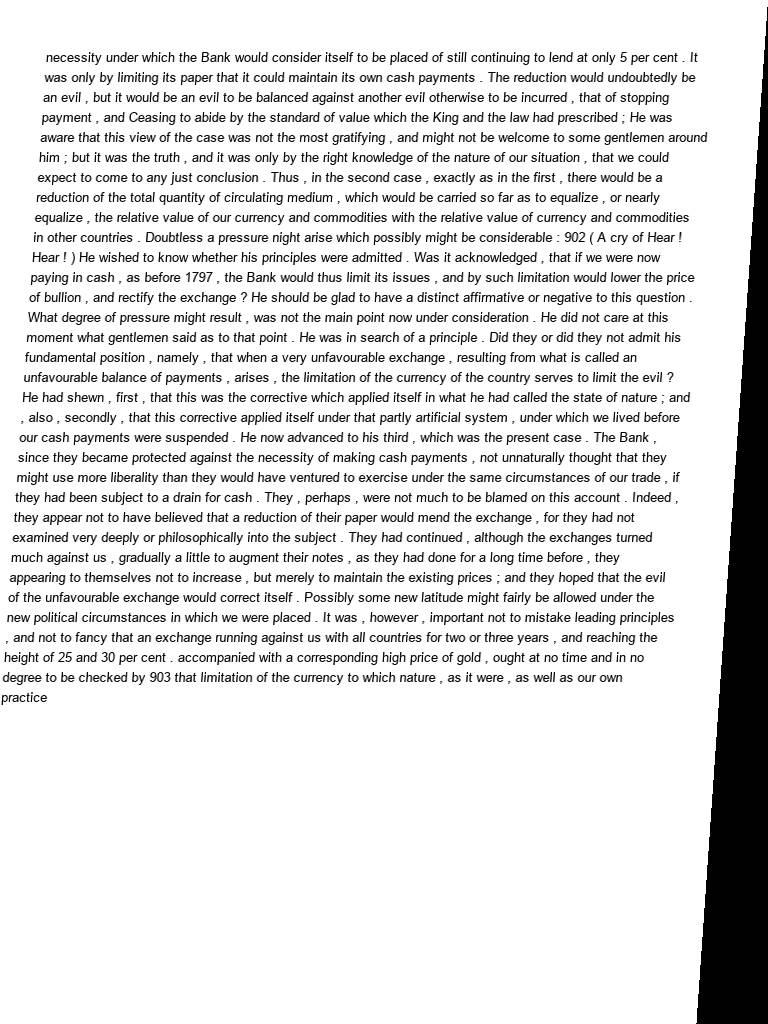 necessity under which the Bank would consider itself to be placed of still continuing to lend at only 5 per cent . It
was only by limiting its paper that it could maintain its own cash payments . The reduction would undoubtedly be
an evil , but it would be an evil to be balanced against another evil otherwise to be incurred , that of stopping
payment , and Ceasing to abide by the standard of value which the King and the law had prescribed ; He was
aware that this view of the case was not the most gratifying , and might not be welcome to some gentlemen around
him ; but it was the truth , and it was only by the right knowledge of the nature of our situation , that we could
expect to come to any just conclusion . Thus , in the second case , exactly as in the first , there would be a
reduction of the total quantity of circulating medium , which would be carried so far as to equalize , or nearly
equalize , the relative value of our currency and commodities with the relative value of currency and commodities
in other countries . Doubtless a pressure night arise which possibly might be considerable : 902 ( A cry of Hear !
Hear ! ) He wished to know whether his principles were admitted . Was it acknowledged , that if we were now
paying in cash , as before 1797 , the Bank would thus limit its issues , and by such limitation would lower the price
of bullion , and rectify the exchange ? He should be glad to have a distinct affirmative or negative to this question .
What degree of pressure might result , was not the main point now under consideration . He did not care at this
moment what gentlemen said as to that point . He was in search of a principle . Did they or did they not admit his
fundamental position , namely , that when a very unfavourable exchange , resulting from what is called an
unfavourable balance of payments , arises , the limitation of the currency of the country serves to limit the evil ?
He had shewn , first , that this was the corrective which applied itself in what he had called the state of nature ; and
, also , secondly , that this corrective applied itself under that partly artificial system , under which we lived before
our cash payments were suspended . He now advanced to his third , which was the present case . The Bank ,
since they became protected against the necessity of making cash payments , not unnaturally thought that they
might use more liberality than they would have ventured to exercise under the same circumstances of our trade , if
they had been subject to a drain for cash . They , perhaps , were not much to be blamed on this account . Indeed ,
they appear not to have believed that a reduction of their paper would mend the exchange , for they had not
examined very deeply or philosophically into the subject . They had continued , although the exchanges turned
much against us , gradually a little to augment their notes , as they had done for a long time before , they
appearing to themselves not to increase , but merely to maintain the existing prices ; and they hoped that the evil
of the unfavourable exchange would correct itself . Possibly some new latitude might fairly be allowed under the
new political circumstances in which we were placed . It was , however , important not to mistake leading principles
, and not to fancy that an exchange running against us with all countries for two or three years , and reaching the
height of 25 and 30 per cent . accompanied with a corresponding high price of gold , ought at no time and in no
degree to be checked by 903 that limitation of the currency to which nature , as it were , as well as our own
practice